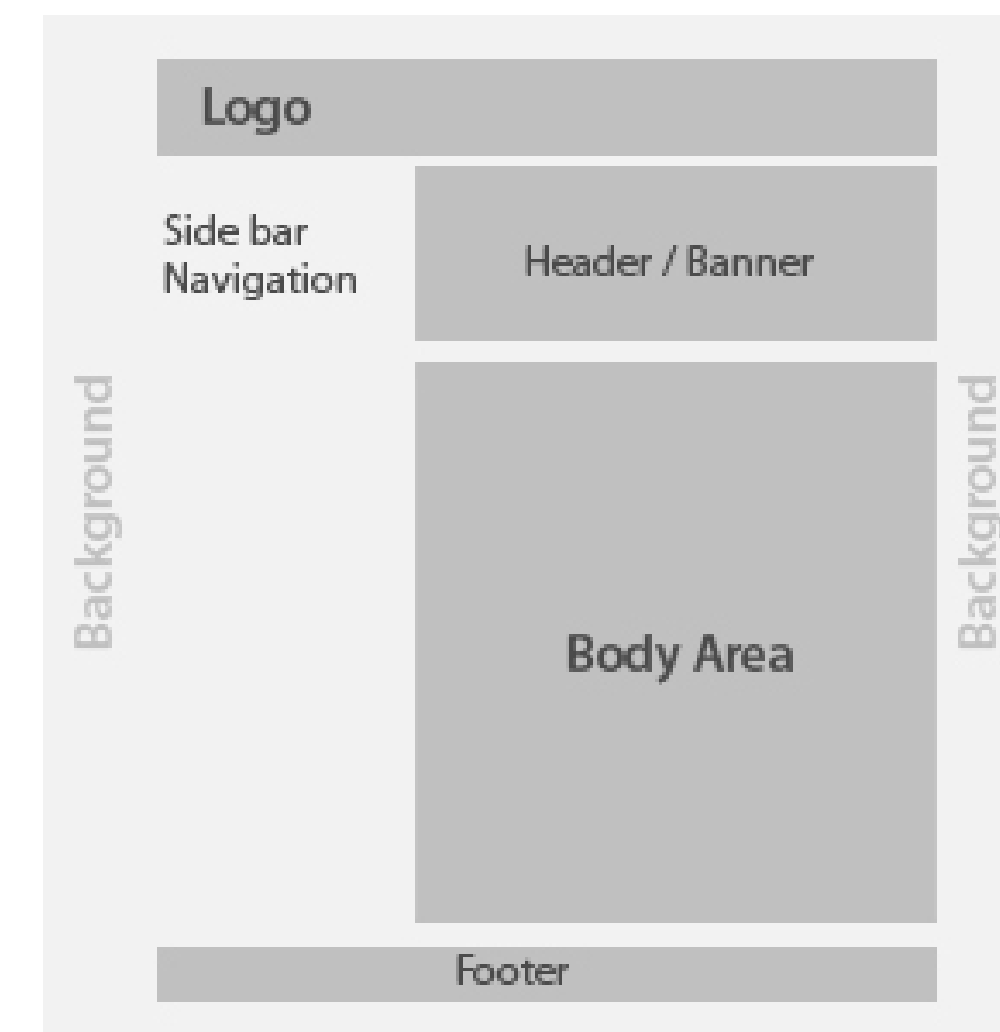 Logo
Side bar
Navigation
Header / Banner
Background
Background
Body Area
Footer